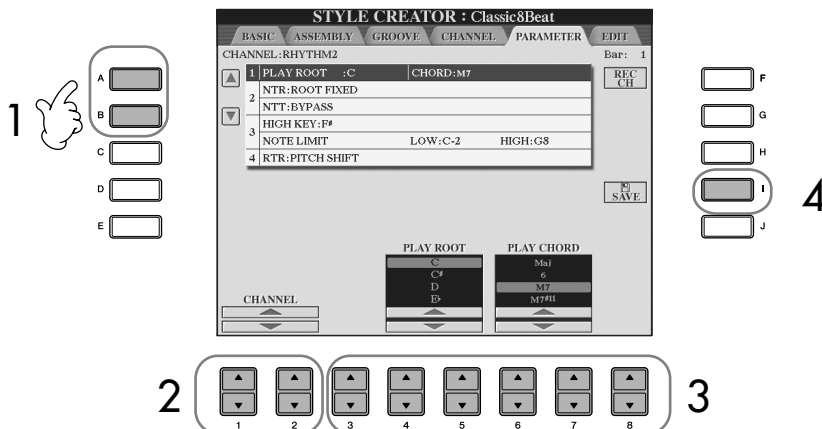 STYLE CREATOR : Classic8Beat
BASIC ASSEMBLY GROOVE CHANNEL PARAMETER EDIT
CHANNEL:RHYTHM2 Bar: 1
1 PLAY ROOT :C CHORD:M7
2 NTR:ROOT FIXED
NTT:BYPASS
3 HIGH KEY:F♯
NOTE LIMIT LOW:C-2 HIGH:G8
4 RTR:PITCH SHIFT
REC
CH
SAVE
PLAY ROOT PLAY CHORD
C Maj
C♯ 6
D M7
E♭ M7♯11
CHANNEL
A
B
C
D
E
F
G
H
I
J
1
4
2
3
1 2 3 4 5 6 7 8